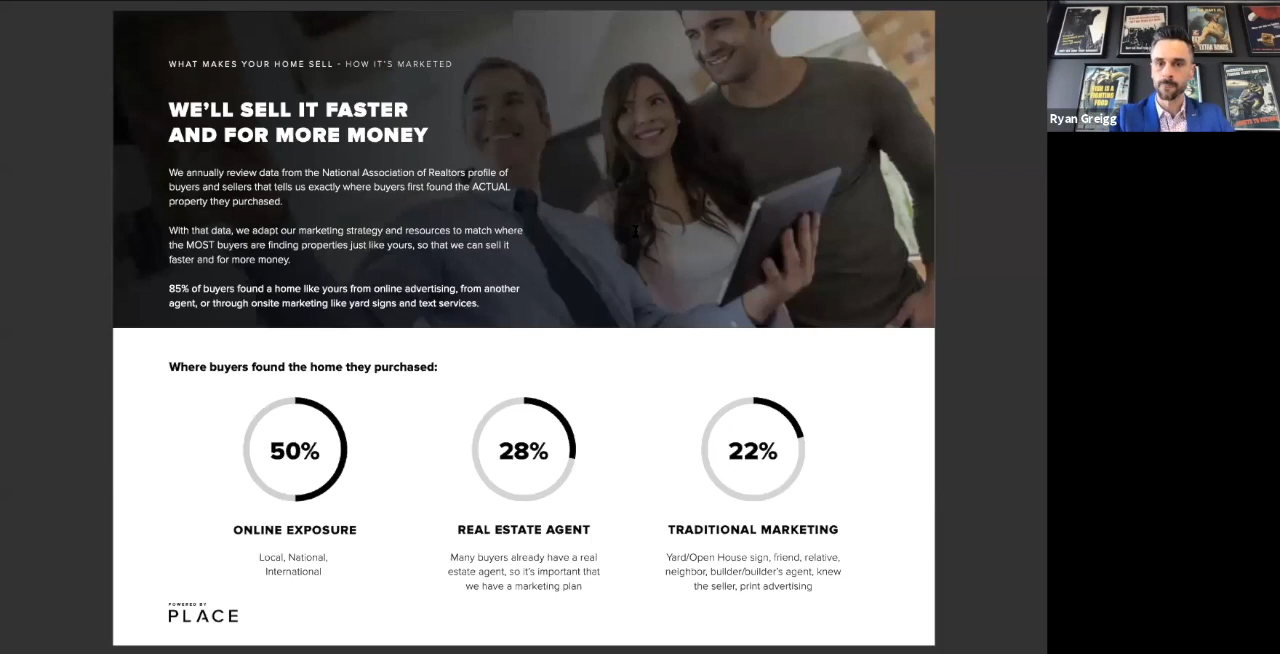 WHAT MAKES YOUR HOME SELL - HOW IT'S MARKETED
WE'LL SELL IT FASTER
AND FOR MORE MONEY
We annually review data from the National Association of Realtors profile of
buyers and sellers that tells us exactly where buyers first found the ACTUAL
property they purchased.
With that data, we adapt our marketing strategy and resources to match where
the MOST buyers are finding properties just like yours, so that we can sell it
faster and for more money.
85% of buyers found a home like yours from online advertising, from another
agent, or through onsite marketing like yard signs and text services.
Where buyers found the home they purchased:
50%
28%
22%
ONLINE EXPOSURE
REAL ESTATE AGENT
TRADITIONAL MARKETING
Local, National,
International
Many buyers already have a real
estate agent, so it's important that
we have a marketing plan
Yard/Open House sign, friend, relative,
neighbor, builder/builder's agent, knew
the seller, print advertising
POWERED BY
PLACE
Ryan Greigg